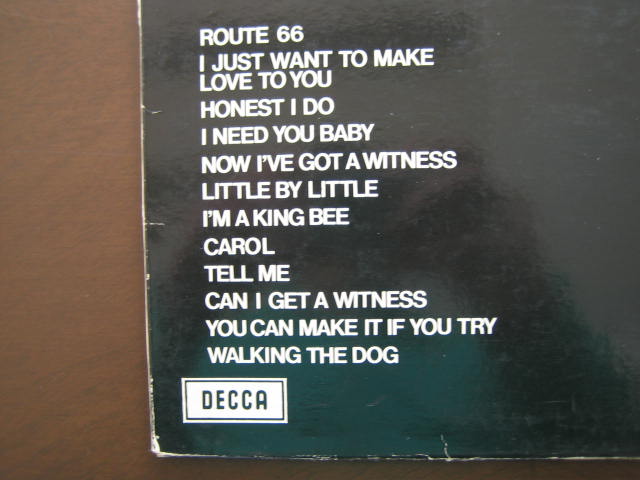 ROUTE 66
I JUST WANT TO MAKE
LOVE TO YOU
HONEST I DO
I NEED YOU BABY
NOW I'VE GOT A WITNESS
LITTLE BY LITTLE
I'M A KING BEE
CAROL
TELL ME
CAN I GET A WITNESS
YOU CAN MAKE IT IF YOU TRY
WALKING THE DOG
DECCA